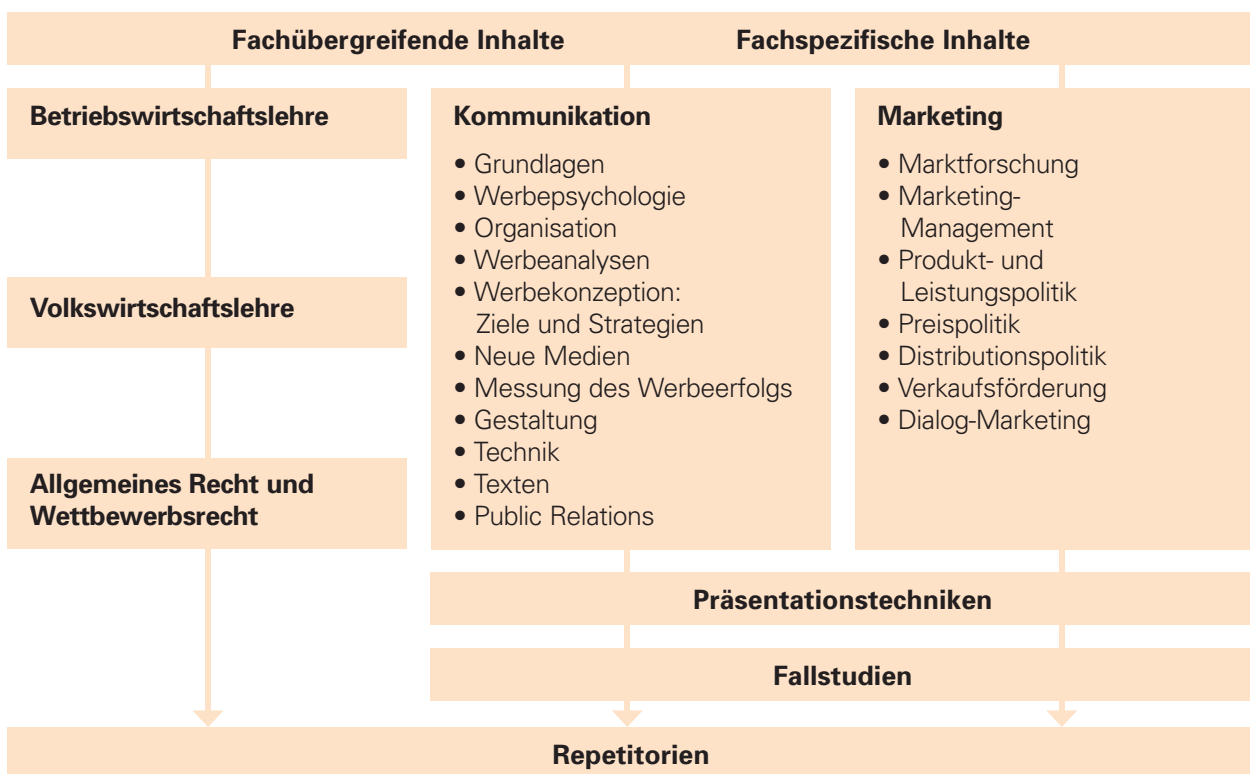 Fachübergreifende Inhalte
Fachspezifische Inhalte
Betriebswirtschaftslehre
Volkswirtschaftslehre
Allgemeines Recht und
Wettbewerbsrecht
Kommunikation
• Grundlagen
• Werbepsychologie
• Organisation
• Werbeanalysen
• Werbekonzeption:
Ziele und Strategien
• Neue Medien
• Messung des Werbeerfolgs
• Gestaltung
• Technik
• Texten
• Public Relations
Marketing
• Marktforschung
• Marketing-
Management
• Produkt- und
Leistungspolitik
• Preispolitik
• Distributionspolitik
• Verkaufsförderung
• Dialog-Marketing
Präsentationstechniken
Fallstudien
Repetitorien